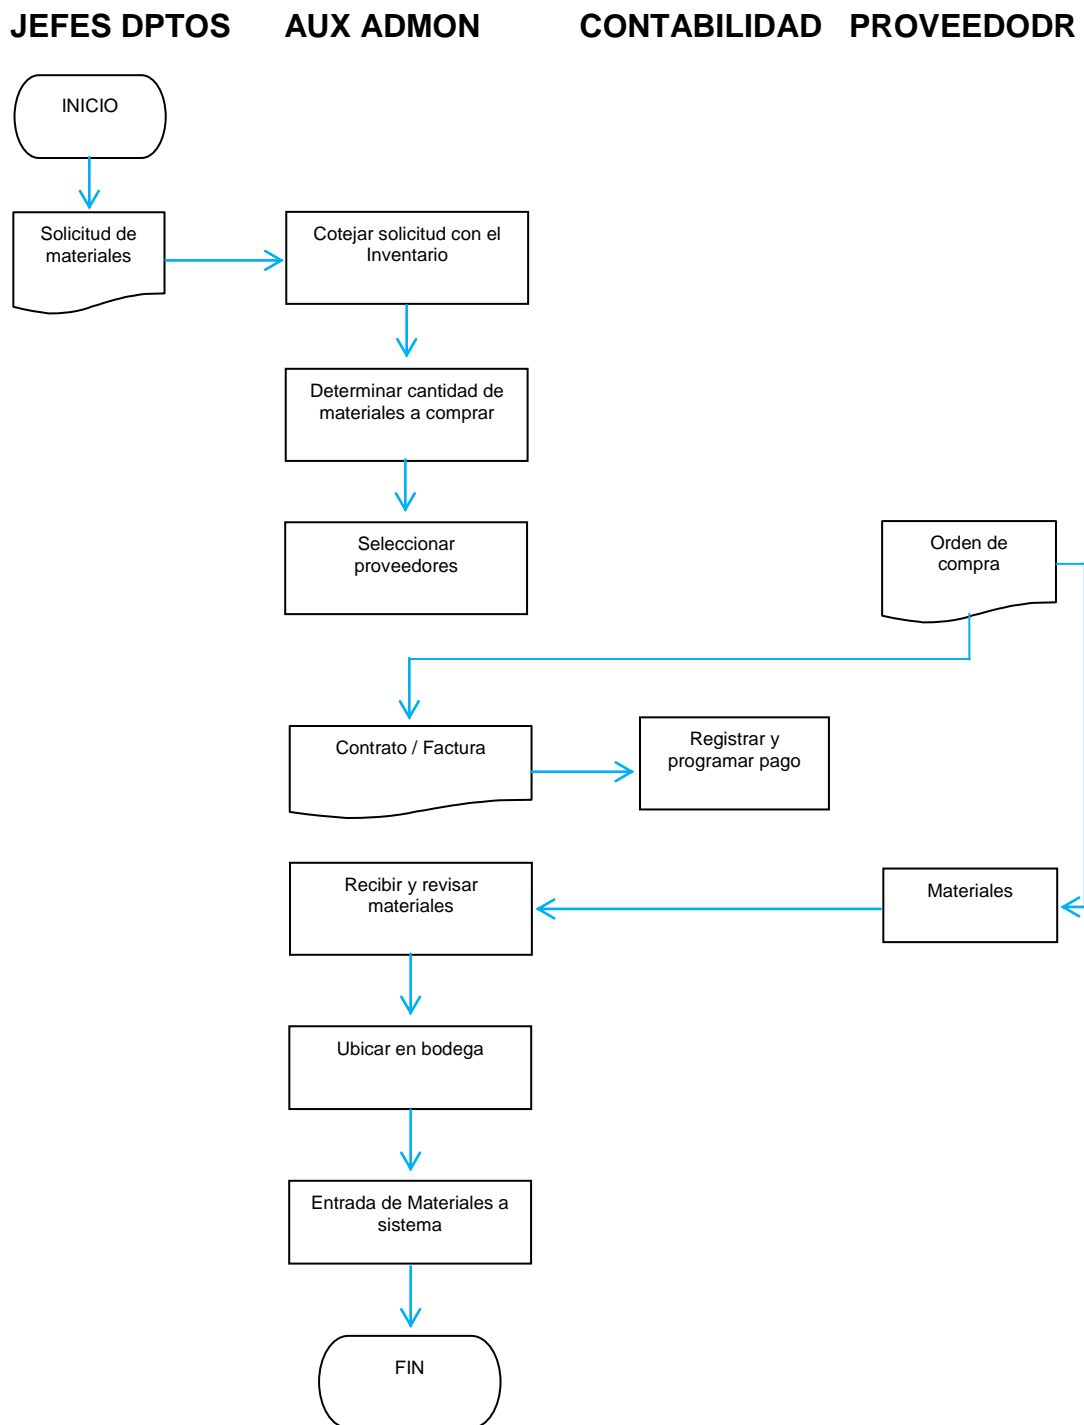 JEFES DPTOS AUX ADMON CONTABILIDAD PROVEEDODR
INICIO
Solicitud de
materiales
Cotejar solicitud con el
Inventario
Determinar cantidad de
materiales a comprar
Seleccionar
proveedores
Orden de
compra
Contrato / Factura
Registrar y
programar pago
Recibir y revisar
materiales
Materiales
Ubicar en bodega
Entrada de Materiales a
sistema
FIN